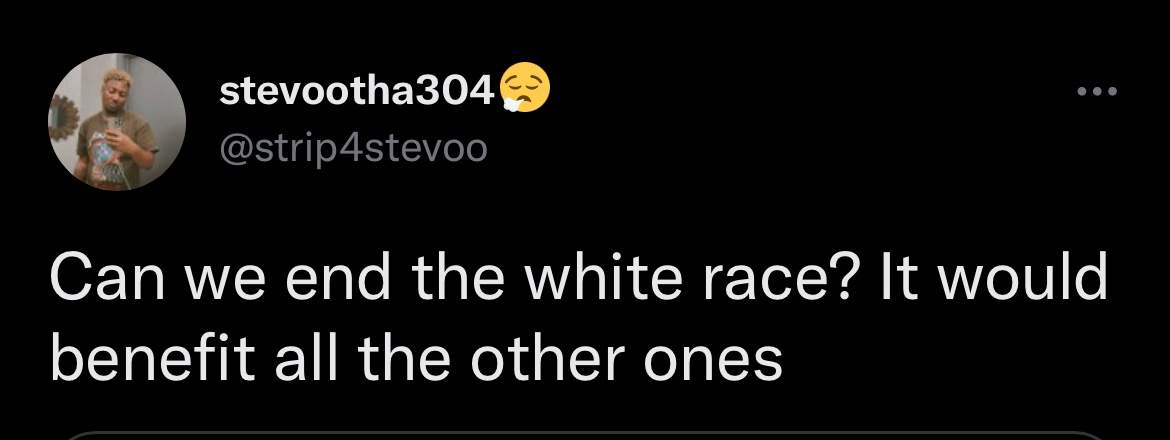 stevootha304😮‍💨
@strip4stevoo
Can we end the white race? It would
benefit all the other ones